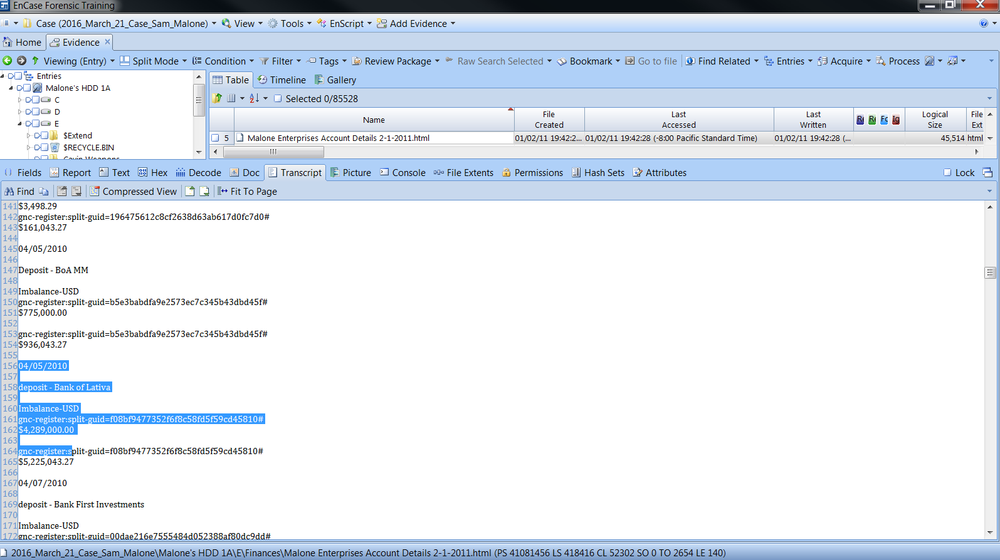 EnCase Forensic Training
Case (2016_March_21_Case_Sam_Malone) View Tools EnScript Add Evidence
Home Evidence
Viewing (Entry) Split Mode Condition Filter Tags Review Package Raw Search Selected Bookmark Go to file Find Related Entries Acquire Process
Entries
Malone's HDD 1A
C
D
E
$Extend
$RECYCLE.BIN
Table Timeline Gallery
Selected 0/85528
Name File Created Last Accessed Last Written Re Re Fo Ig Logical Size File Ext
5 Malone Enterprises Account Details 2-1-2011.html 01/02/11 19:42:2... 01/02/11 19:42:28 (-8:00 Pacific Standard Time) 01/02/11 19:42:28 (... 45,514 html
Fields Report Text Hex Decode Doc Transcript Picture Console File Extents Permissions Hash Sets Attributes Lock
Find Compressed View Fit To Page
141 $3,498.29
142 gnc-register:split-guid=196475612c8cf2638d63ab617d0fc7d0#
143 $161,043.27
144
145 04/05/2010
146
147 Deposit - BoA MM
148
149 Imbalance-USD
150 gnc-register:split-guid=b5e3babdfa9e2573ec7c345b43dbd45f#
151 $775,000.00
152
153 gnc-register:split-guid=b5e3babdfa9e2573ec7c345b43dbd45f#
154 $936,043.27
155
156 04/05/2010
157
158 deposit - Bank of Lativa
159
160 Imbalance-USD
161 gnc-register:split-guid=f08bf9477352f6f8c58fd5f59cd45810#
162 $4,289,000.00
163
164 gnc-register:split-guid=f08bf9477352f6f8c58fd5f59cd45810#
165 $5,225,043.27
166
167 04/07/2010
168
169 deposit - Bank First Investments
170
171 Imbalance-USD
172 gnc-register:split-guid=00dae216e7555484d052388af80dc9dd#
2016_March_21_Case_Sam_Malone\Malone's HDD 1A\E\Finances\Malone Enterprises Account Details 2-1-2011.html (PS 41081456 LS 418416 CL 52302 SO 0 TO 2654 LE 140)